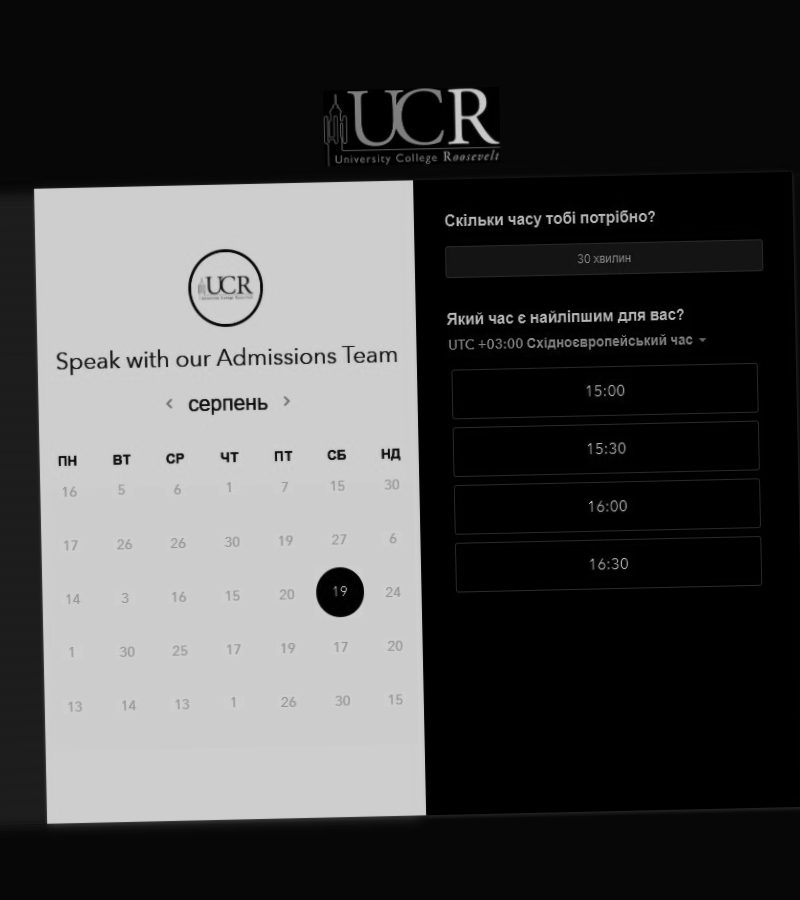 UCR
University College Roosevelt
UCR
University College Roosevelt
Speak with our Admissions Team
серпень
ПН ВТ СР ЧТ ПТ СБ НД
16 5 6 1 7 15 30
17 26 26 30 19 27 6
14 3 16 15 20 19 24
1 30 25 17 19 17 20
13 14 13 1 26 30 15
Скільки часу тобі потрібно?
30 хвилин
Який час є найліпшим для вас?
UTC +03:00 Східноєвропейський час
15:00
15:30
16:00
16:30